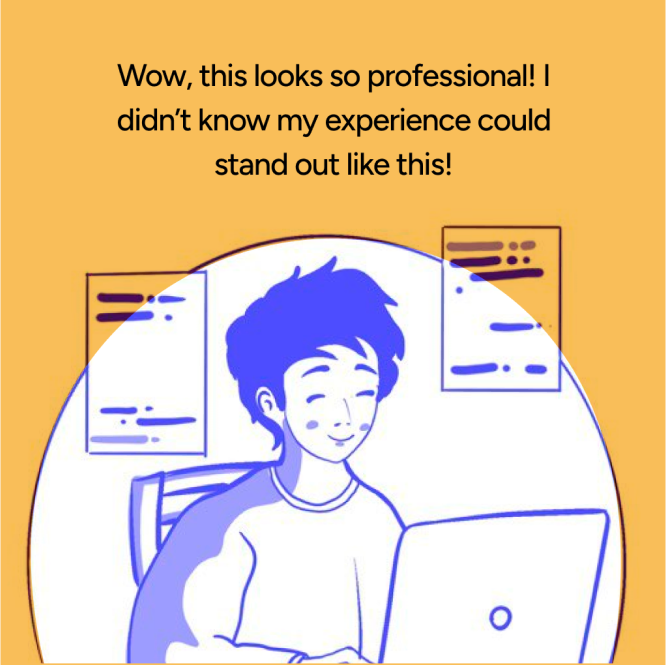 Wow, this looks so professional! I
didn’t know my experience could
stand out like this!